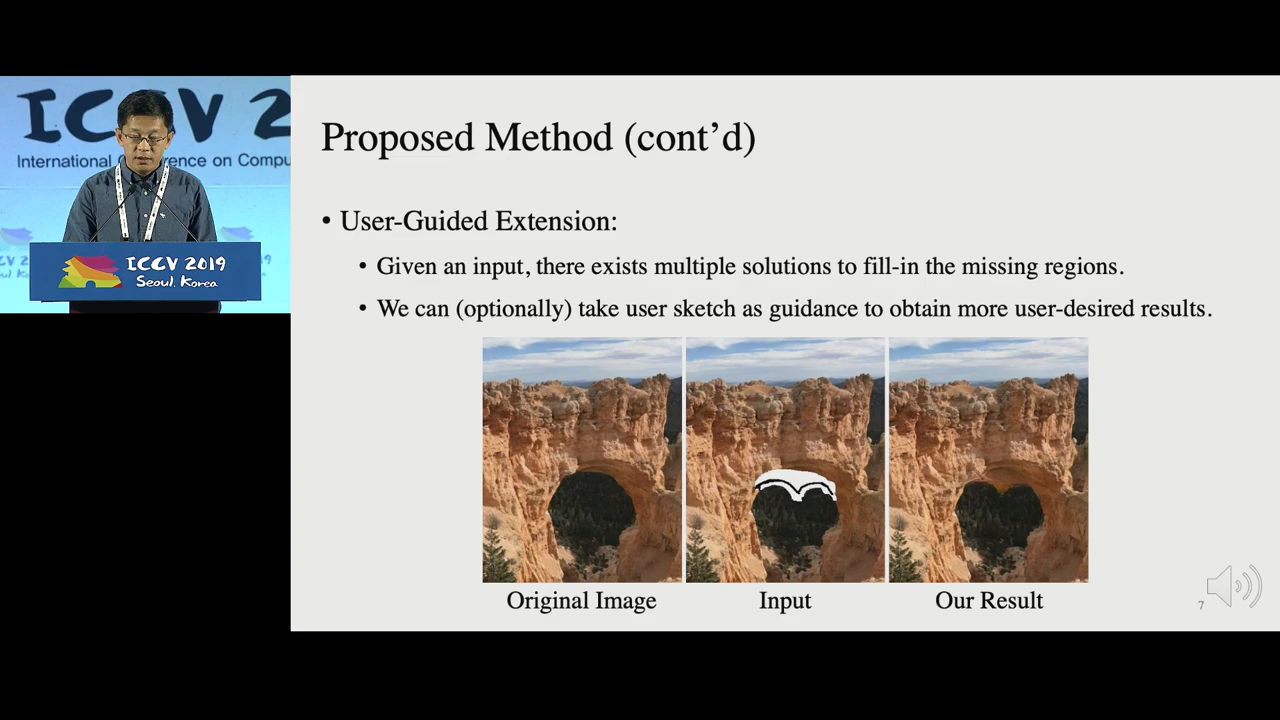 ICCV 2
International Conference on Compu
ICCV 2019
Seoul, Korea
Proposed Method (cont’d)
• User-Guided Extension:
• Given an input, there exists multiple solutions to fill-in the missing regions.
• We can (optionally) take user sketch as guidance to obtain more user-desired results.
Original Image
Input
Our Result
7